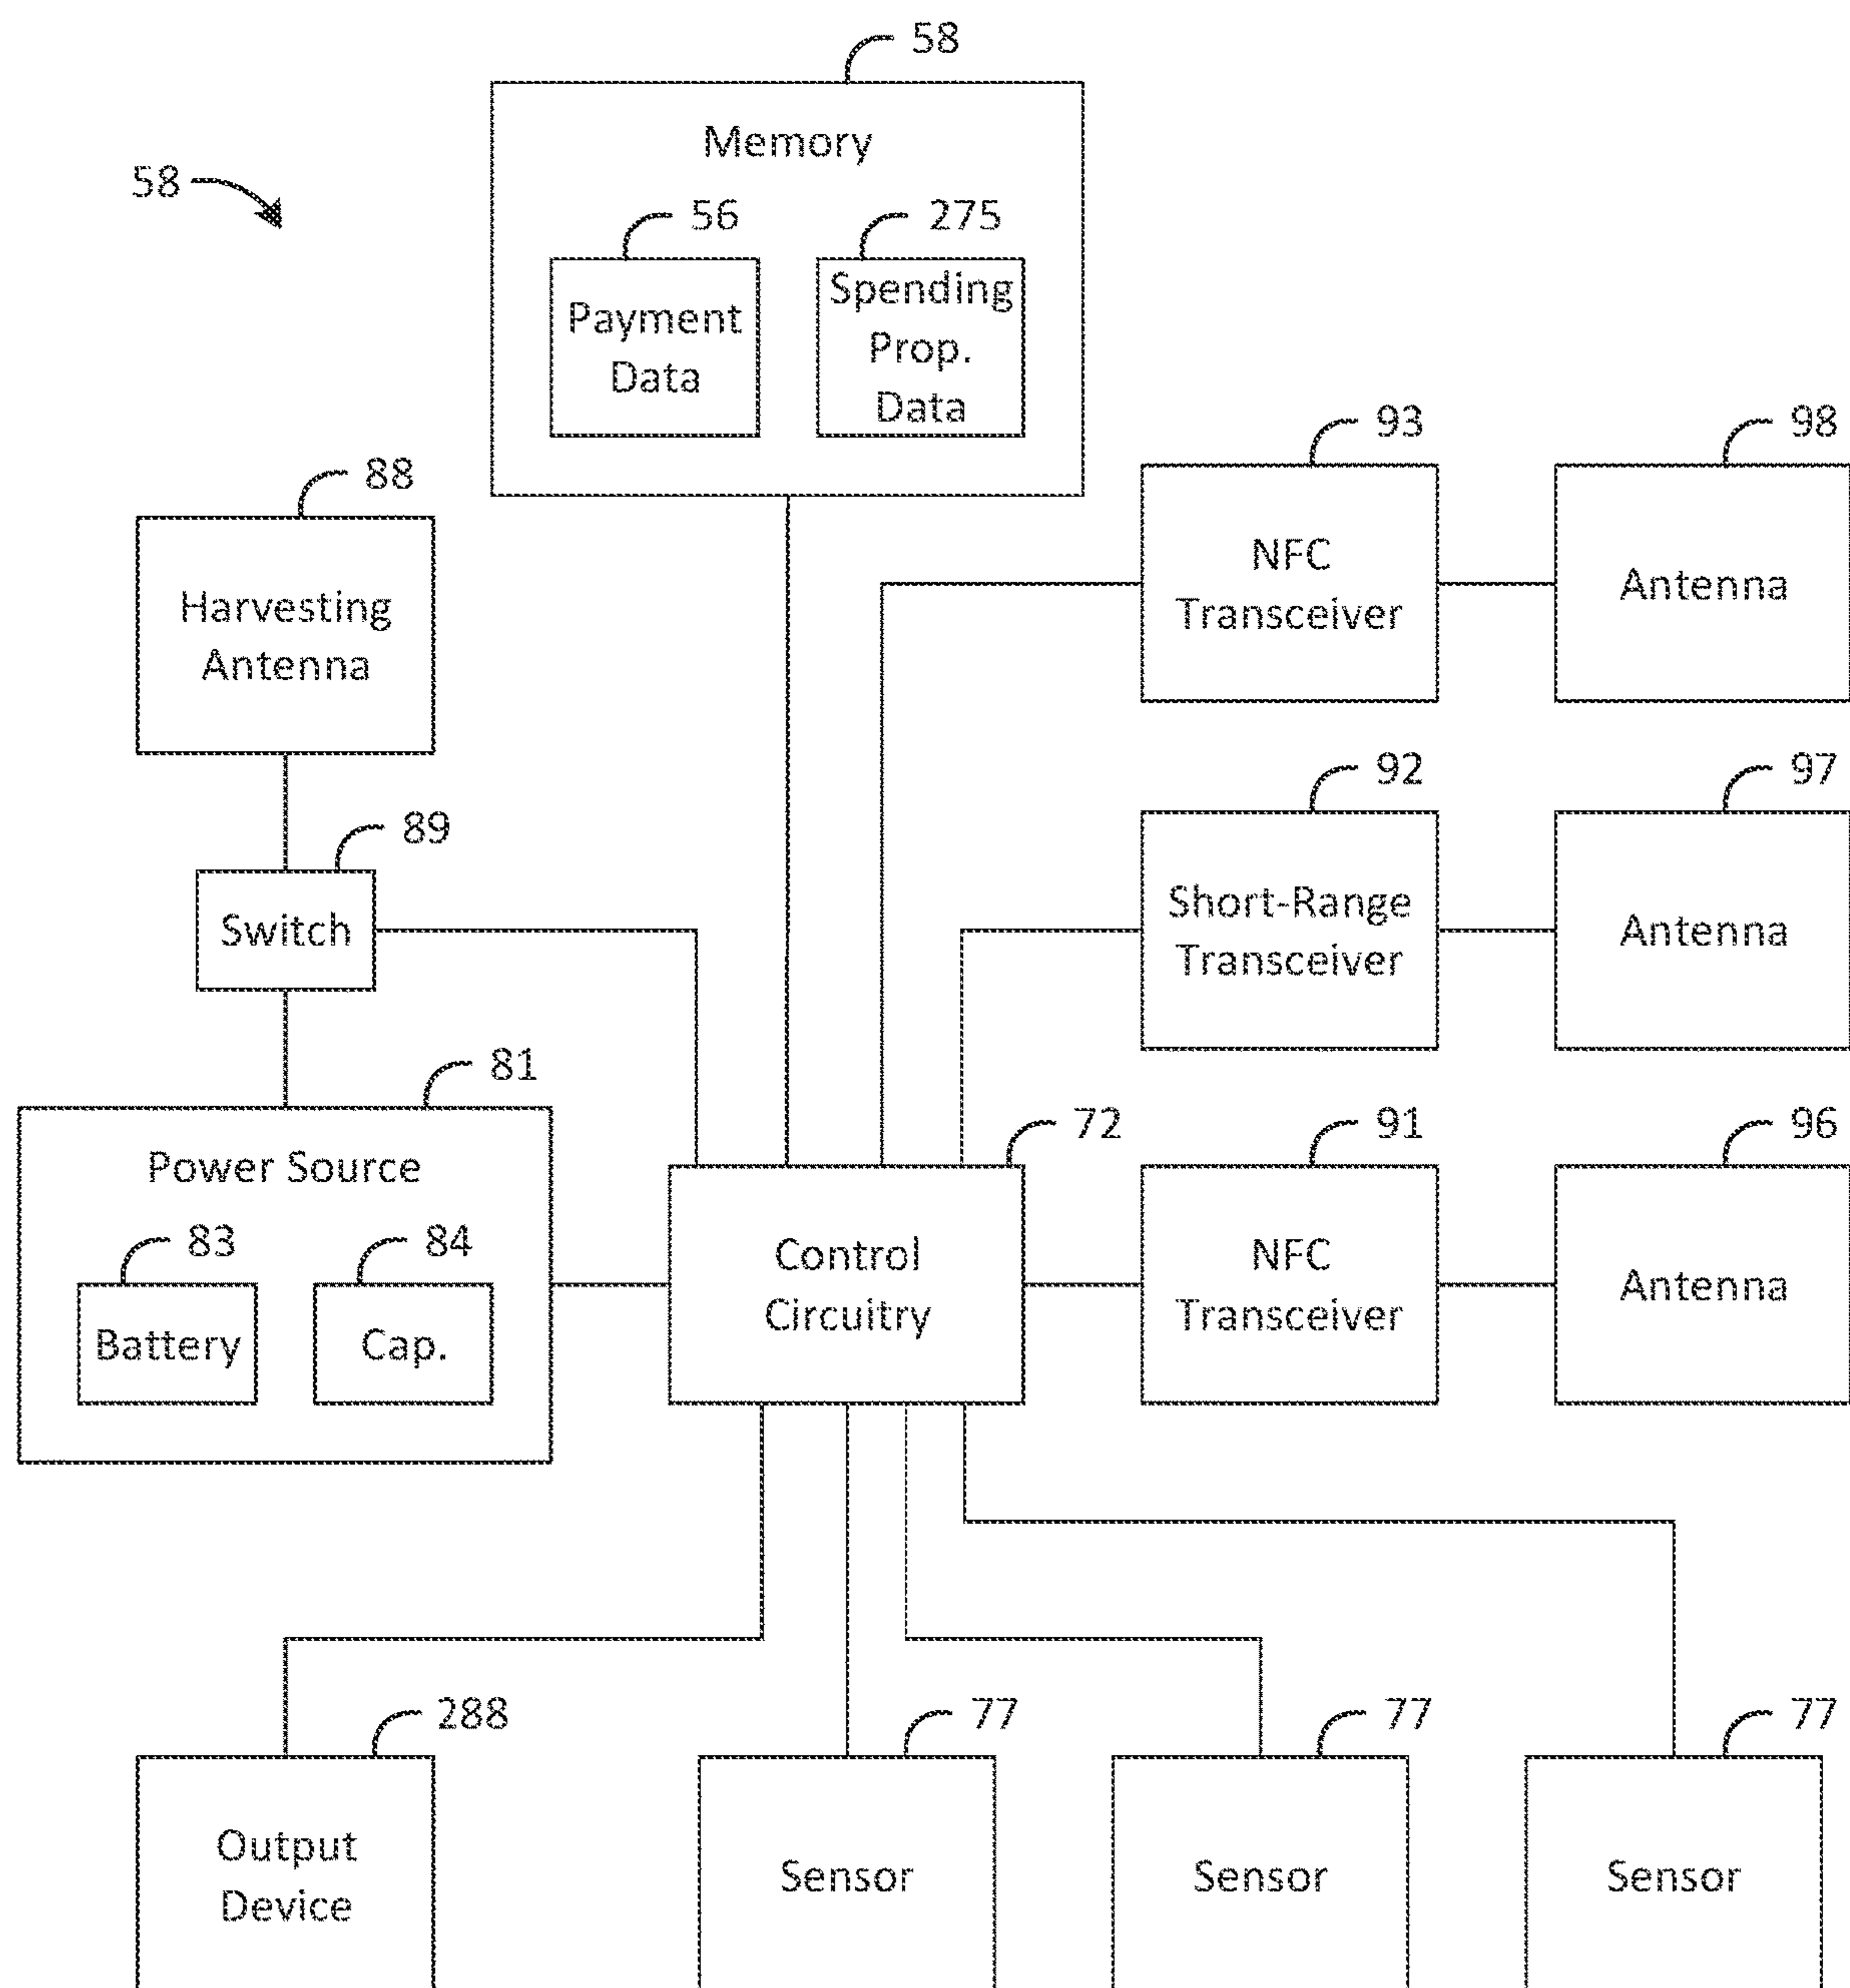 58
Memory
58
56
275
Payment
Data
Spending
Prop.
Data
93
98
88
NFC
Transceiver
Antenna
Harvesting
Antenna
92
97
89
Short-Range
Transceiver
Antenna
Switch
81
72
91
96
Power Source
83
84
Battery
Cap.
Control
Circuitry
NFC
Transceiver
Antenna
288
77
77
77
Output
Device
Sensor
Sensor
Sensor